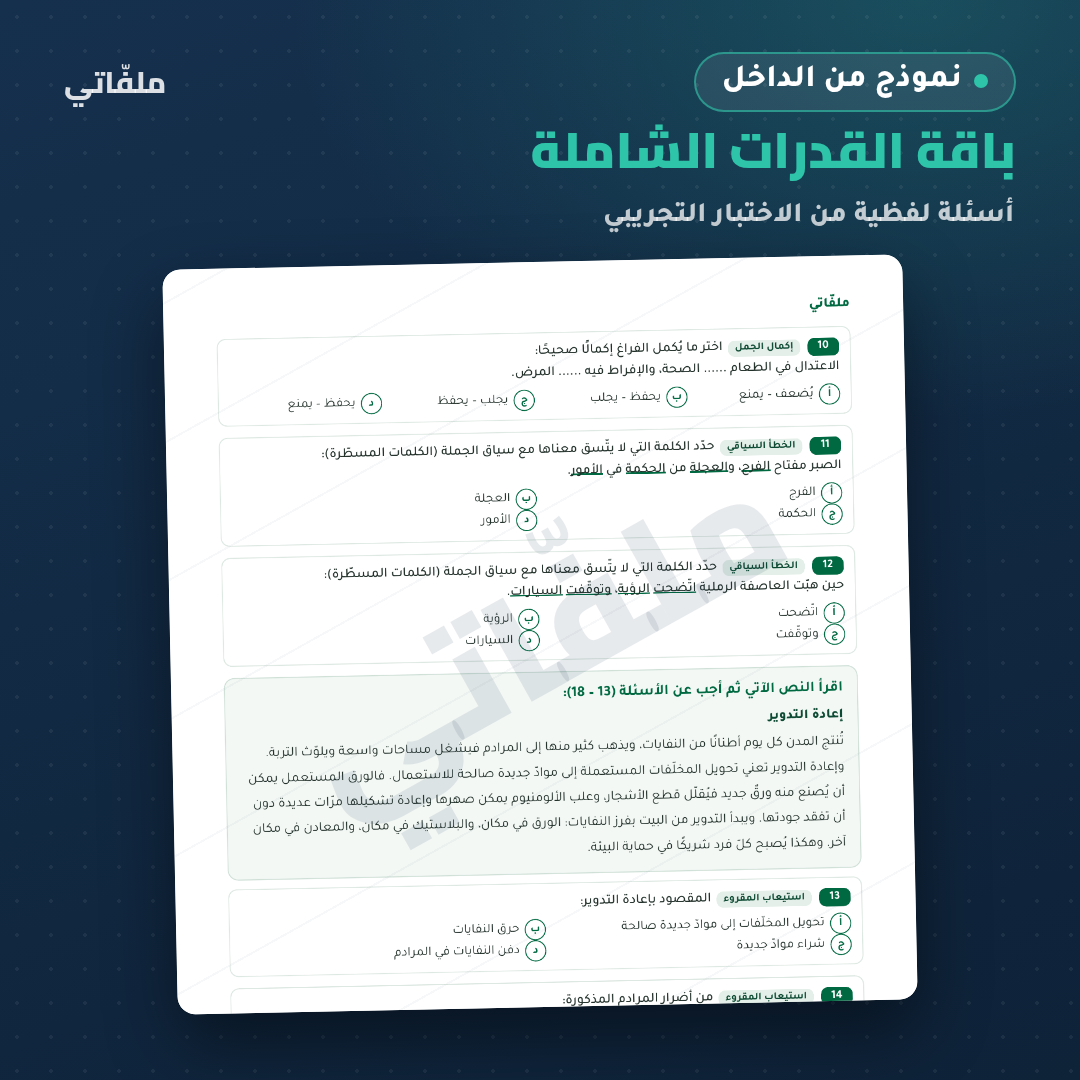 ملفّاتي
نموذج من الداخل
باقة القدرات الشاملة
أسئلة لفظية من الاختبار التجريبي
ملفّاتي
10 إكمال الجمل اختر ما يُكمل الفراغ إكمالًا صحيحًا:
الاعتدال في الطعام ...... الصحة، والإفراط فيه ...... المرض.
أ يُضعف - يمنع ب يحفظ - يجلب ج يجلب - يحفظ د يحفظ - يمنع
11 الخطأ السياقي حدّد الكلمة التي لا يتّسق معناها مع سياق الجملة (الكلمات المسطّرة):
الصبر مفتاح الفرج، والعجلة من الحكمة في الأمور.
أ الفرج ب العجلة
ج الحكمة د الأمور
12 الخطأ السياقي حدّد الكلمة التي لا يتّسق معناها مع سياق الجملة (الكلمات المسطّرة):
حين هبّت العاصفة الرملية اتّضحت الرؤية، وتوقّفت السيارات.
أ اتّضحت ب الرؤية
ج وتوقّفت د السيارات
اقرأ النص الآتي ثم أجب عن الأسئلة (13 - 18):
إعادة التدوير
تُنتج المدن كل يوم أطنانًا من النفايات، ويذهب كثير منها إلى المرادم فيشغل مساحات واسعة ويلوّث التربة.
وإعادة التدوير تعني تحويل المخلّفات المستعملة إلى موادّ جديدة صالحة للاستعمال. فالورق المستعمل يمكن
أن يُصنع منه ورقٌ جديد فيُقلّل قطع الأشجار، وعلب الألومنيوم يمكن صهرها وإعادة تشكيلها مرّات عديدة دون
أن تفقد جودتها. ويبدأ التدوير من البيت بفرز النفايات: الورق في مكان، والبلاستيك في مكان، والمعادن في مكان
آخر. وهكذا يُصبح كلّ فرد شريكًا في حماية البيئة.
13 استيعاب المقروء المقصود بإعادة التدوير:
أ تحويل المخلّفات إلى موادّ جديدة صالحة ب حرق النفايات
ج شراء موادّ جديدة د دفن النفايات في المرادم
14 استيعاب المقروء من أضرار المرادم المذكورة:
ملفّاتي